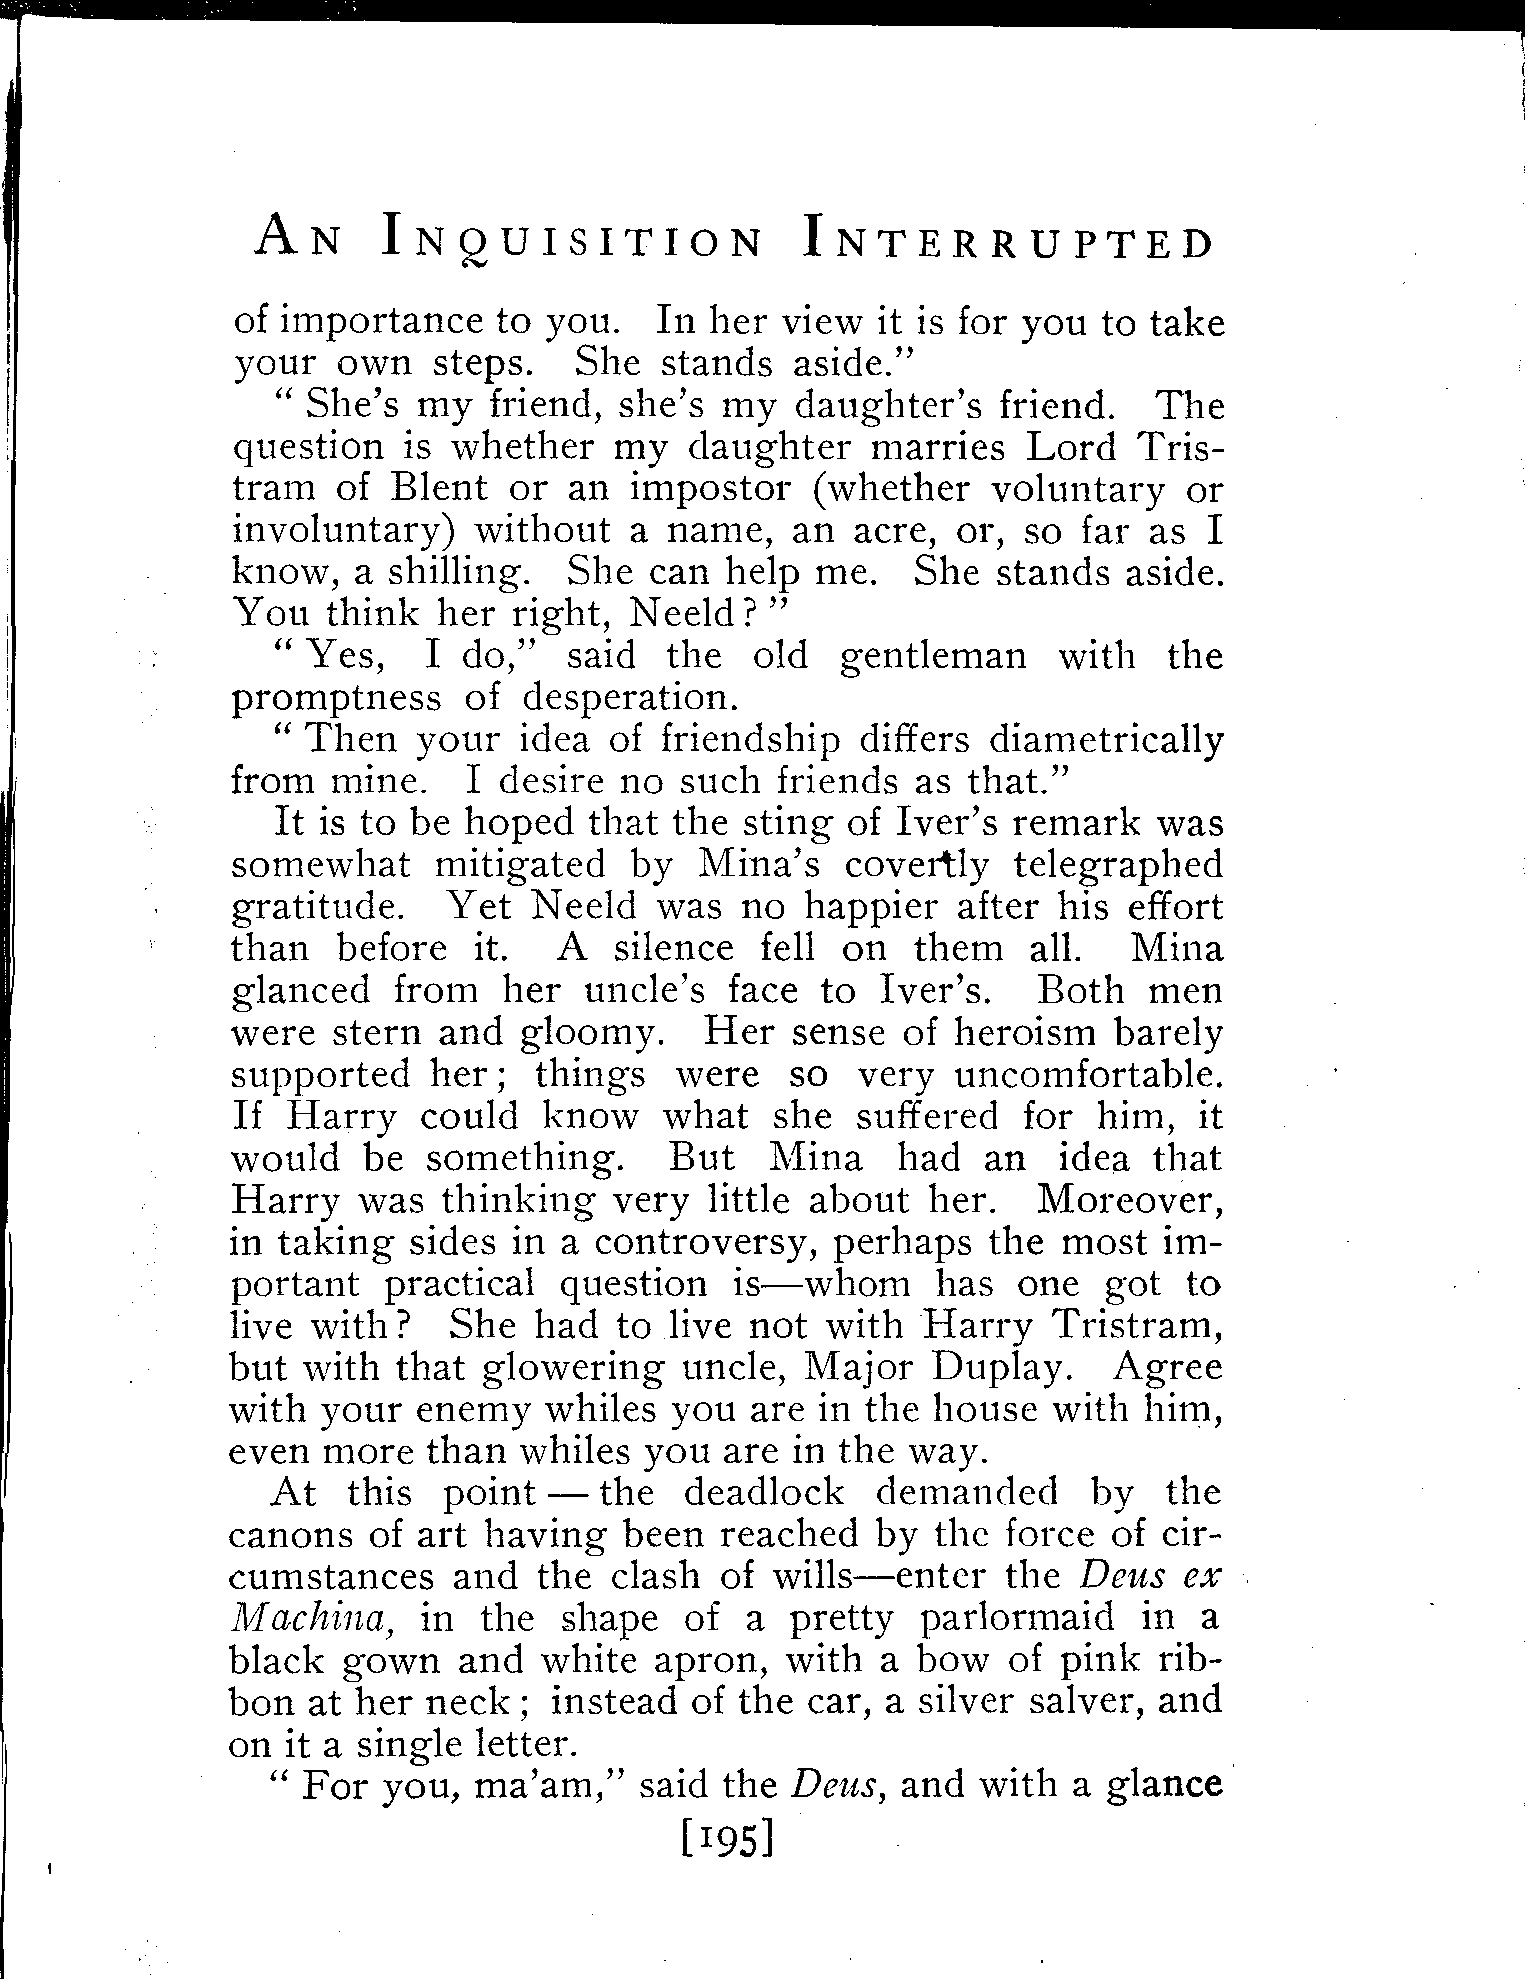 An Inquisition Interrupted
of importance to you. In her view it is for you to take
your own steps. She stands aside."
" She's my friend, she's my daughter's friend. The
question is whether my daughter marries Lord Tris-
tram of Blent or an impostor (whether voluntary or
involuntary) without a name, an acre, or, so far as I
know, a shilling. She can help me. She stands aside.
You think her right, Neeld? "
" Yes, I do," said the old gentleman with the
promptness of desperation.
" Then your idea of friendship differs diametrically
from mine. I desire no such friends as that."
It is to be hoped that the sting of Iver's remark was
somewhat mitigated by Mina's covertly telegraphed
gratitude. Yet Neeld was no happier after his effort
than before it. A silence fell on them all. Mina
glanced from her uncle's face to Iver's. Both men
were stern and gloomy. Her sense of heroism barely
supported her; things were so very uncomfortable.
If Harry could know what she suffered for him, it
would be something. But Mina had an idea that
Harry was thinking very little about her. Moreover,
in taking sides in a controversy, perhaps the most im-
portant practical question is—whom has one got to
live with? She had to live not with Harry Tristram,
but with that glowering uncle, Major Duplay. Agree
with your enemy whiles you are in the house with him,
even more than whiles you are in the way.
At this point — the deadlock demanded by the
canons of art having been reached by the force of cir-
cumstances and the clash of wills—enter the Deus ex
Machina, in the shape of a pretty parlormaid in a
black gown and white apron, with a bow of pink rib-
bon at her neck; instead of the car, a silver salver, and
on it a single letter.
" For you, ma'am," said the Deus, and with a glance
[195]